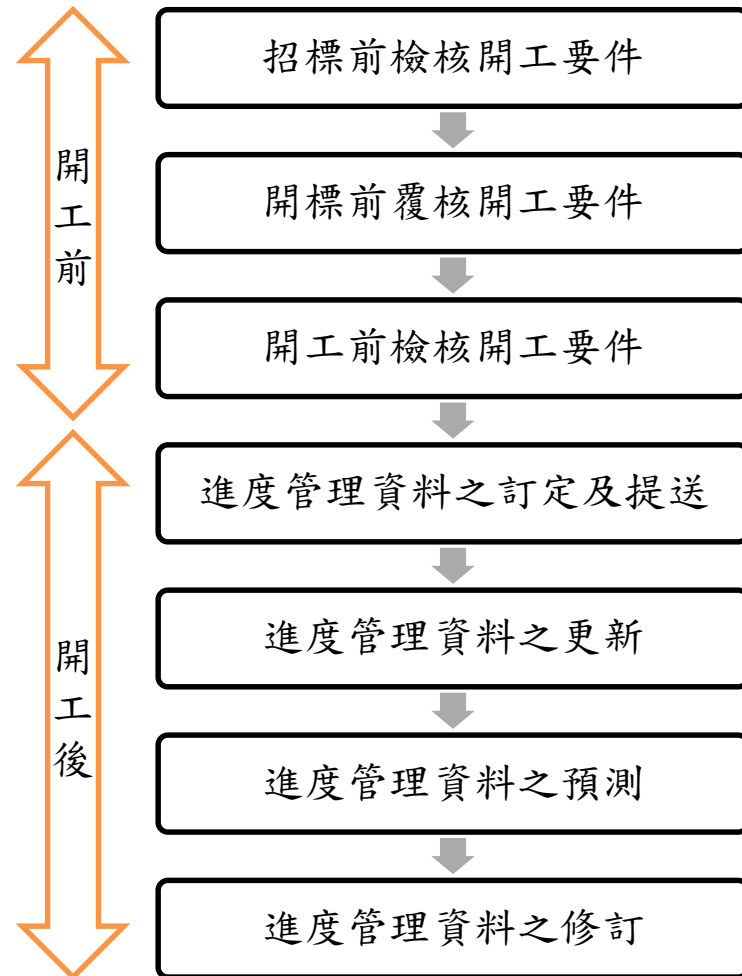 開工前
招標前檢核開工要件
開標前覆核開工要件
開工前檢核開工要件
開工後
進度管理資料之訂定及提送
進度管理資料之更新
進度管理資料之預測
進度管理資料之修訂